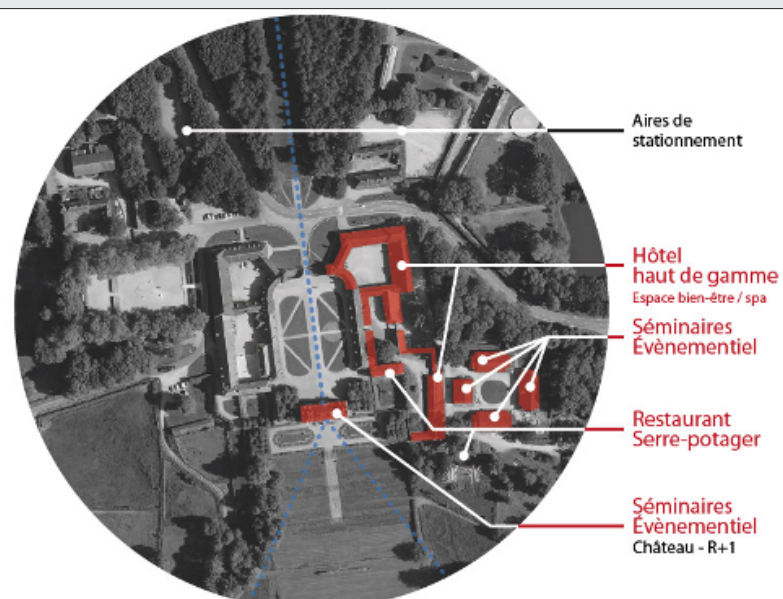 Aires de
stationnement
Hôtel
haut de gamme
Espace bien-être / spa
Séminaires
Évènementiel
Restaurant
Serre-potager
Séminaires
Évènementiel
Château - R+1